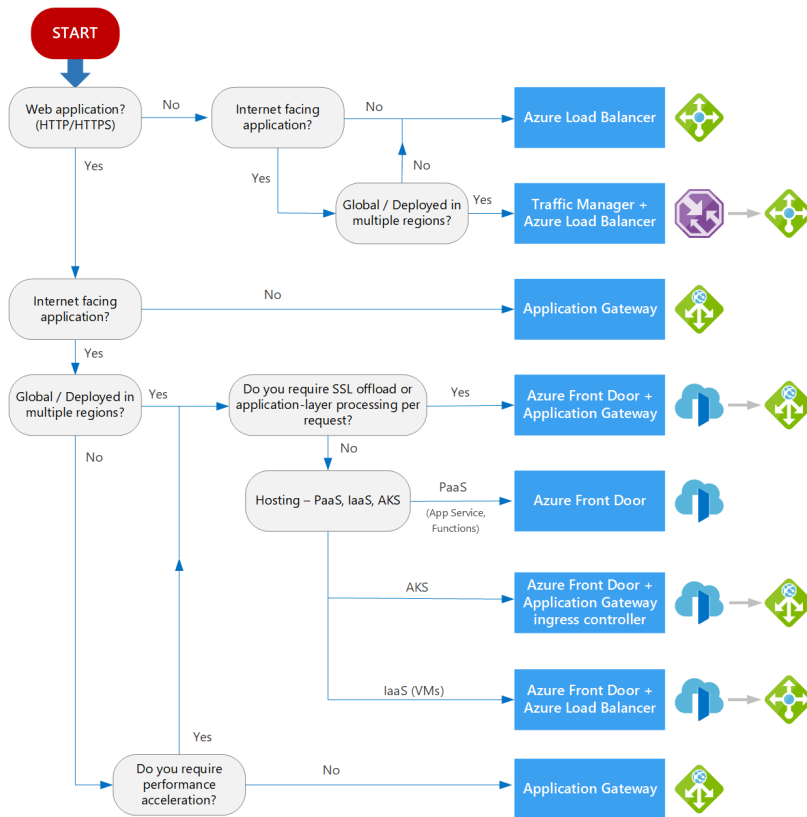 START
Web application?
(HTTP/HTTPS)
No
Internet facing
application?
No
Azure Load Balancer
Yes
Yes
No
Global / Deployed in
multiple regions?
Yes
Traffic Manager +
Azure Load Balancer
Internet facing
application?
No
Application Gateway
Yes
Global / Deployed in
multiple regions?
Yes
Do you require SSL offload or
application-layer processing per
request?
Yes
Azure Front Door +
Application Gateway
No
No
Hosting – PaaS, IaaS, AKS
PaaS
(App Service,
Functions)
Azure Front Door
AKS
Azure Front Door +
Application Gateway
ingress controller
IaaS (VMs)
Azure Front Door +
Azure Load Balancer
Yes
Do you require
performance
acceleration?
No
Application Gateway